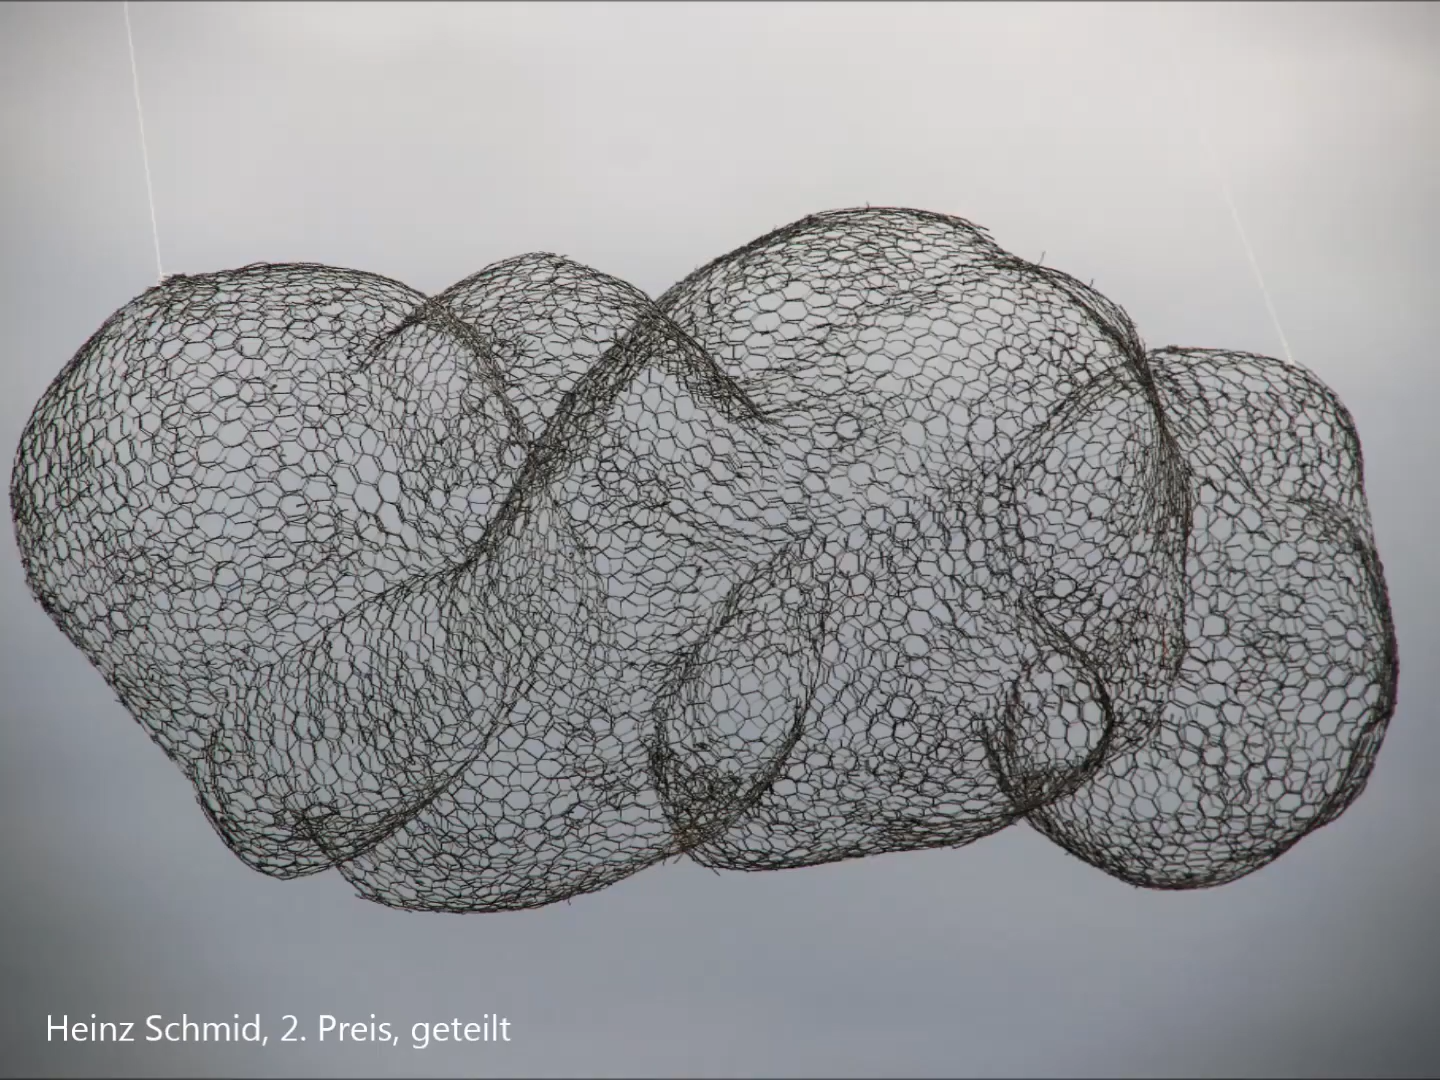 Heinz Schmid, 2. Preis, geteilt